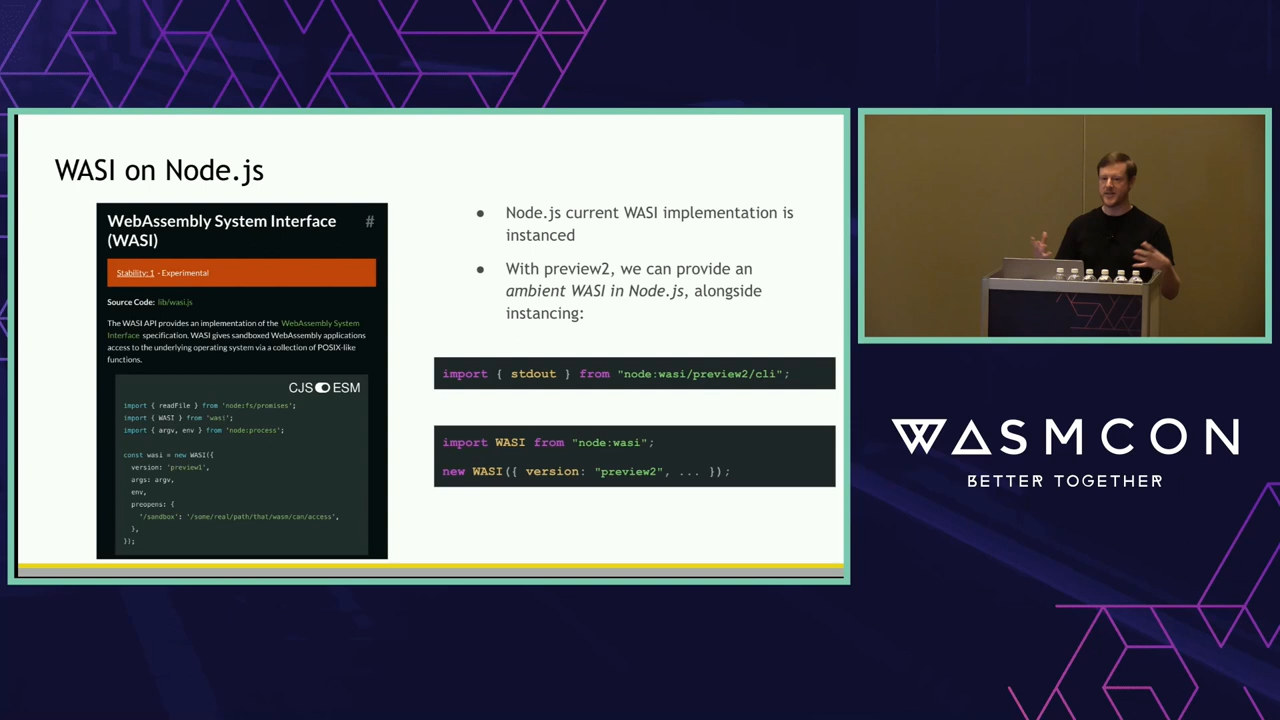 WASI on Node.js
WebAssembly System Interface
(WASI)
#
Stability: 1 - Experimental
Source Code: lib/wasi.js
The WASI API provides an implementation of the WebAssembly System
Interface specification. WASI gives sandboxed WebAssembly applications
access to the underlying operating system via a collection of POSIX-like
functions.
CJS ESM
import { readFile } from 'node:fs/promises';
import { WASI } from 'wasi';
import { argv, env } from 'node:process';
const wasi = new WASI({
version: 'preview1',
args: argv,
env,
preopens: {
'/sandbox': '/some/real/path/that/wasm/can/access',
},
});
● Node.js current WASI implementation is
instanced
● With preview2, we can provide an
ambient WASI in Node.js, alongside
instancing:
import { stdout } from "node:wasi/preview2/cli";
import WASI from "node:wasi";
new WASI({ version: "preview2", ... });
WASMCON
BETTER TOGETHER